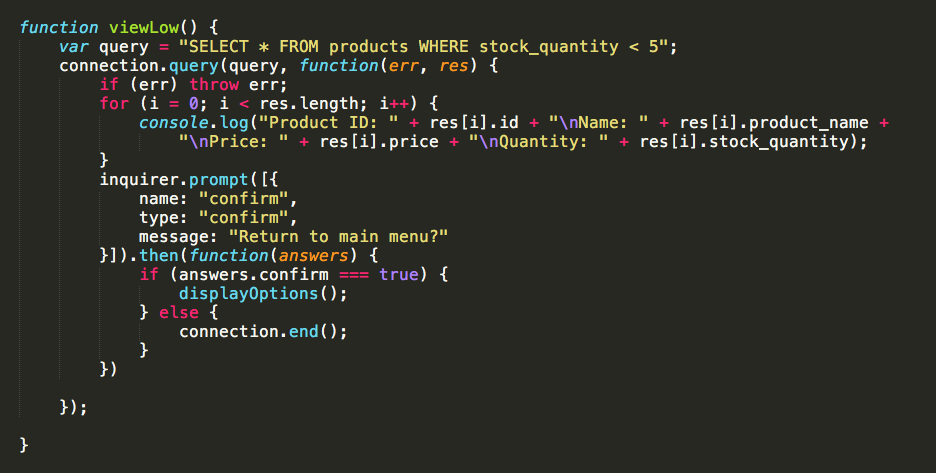 function viewLow() {
    var query = "SELECT * FROM products WHERE stock_quantity < 5";
    connection.query(query, function(err, res) {
        if (err) throw err;
        for (i = 0; i < res.length; i++) {
            console.log("Product ID: " + res[i].id + "\nName: " + res[i].product_name +
                "\nPrice: " + res[i].price + "\nQuantity: " + res[i].stock_quantity);
        }
        inquirer.prompt([{
            name: "confirm",
            type: "confirm",
            message: "Return to main menu?"
        }]).then(function(answers) {
            if (answers.confirm === true) {
                displayOptions();
            } else {
                connection.end();
            }
        })

    });

}